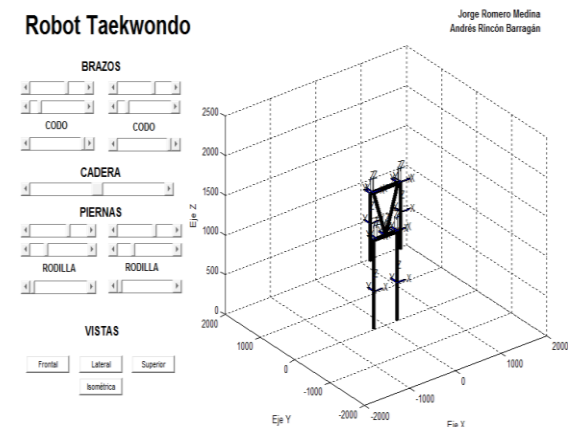 Robot Taekwondo
Jorge Romero Medina
Andrés Rincón Barragán
BRAZOS
CODO CODO
CADERA
PIERNAS
RODILLA RODILLA
VISTAS
Frontal Lateral Superior
Isométrica
2500
2000
1500
1000
500
0
Eje Z
2000
1000
0
-1000
-2000
Eje Y
-2000
-1000
0
1000
2000
Eje X